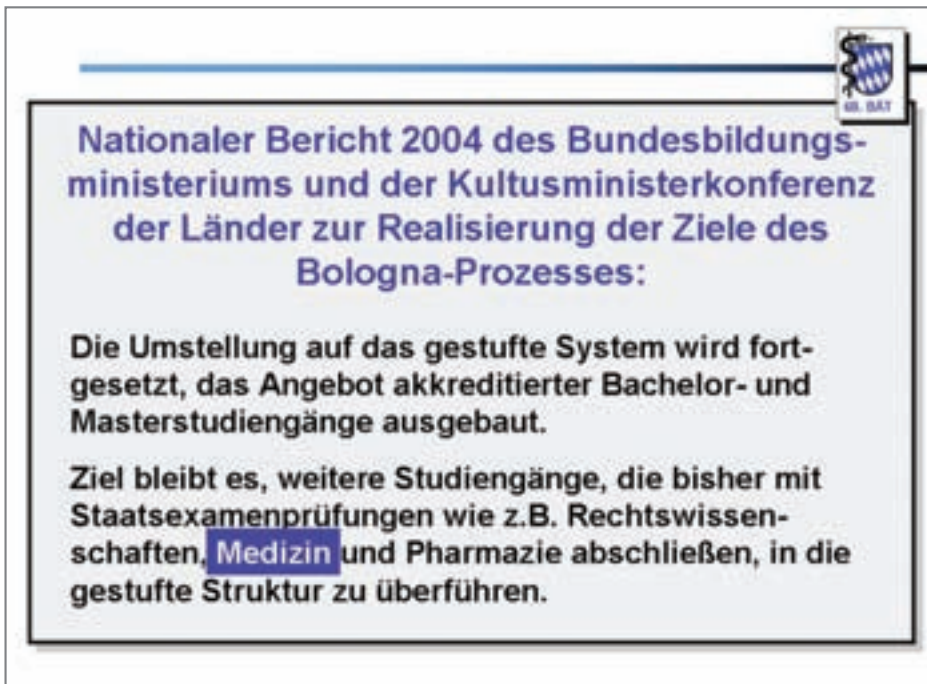 Nationaler Bericht 2004 des Bundesbildungs-
ministeriums und der Kultusministerkonferenz
der Länder zur Realisierung der Ziele des
Bologna-Prozesses:
Die Umstellung auf das gestufte System wird fort-
gesetzt, das Angebot akkreditierter Bachelor- und
Masterstudiengänge ausgebaut.
Ziel bleibt es, weitere Studiengänge, die bisher mit
Staatsexamenprüfungen wie z.B. Rechtswissen-
schaften, Medizin und Pharmazie abschließen, in die
gestufte Struktur zu überführen.